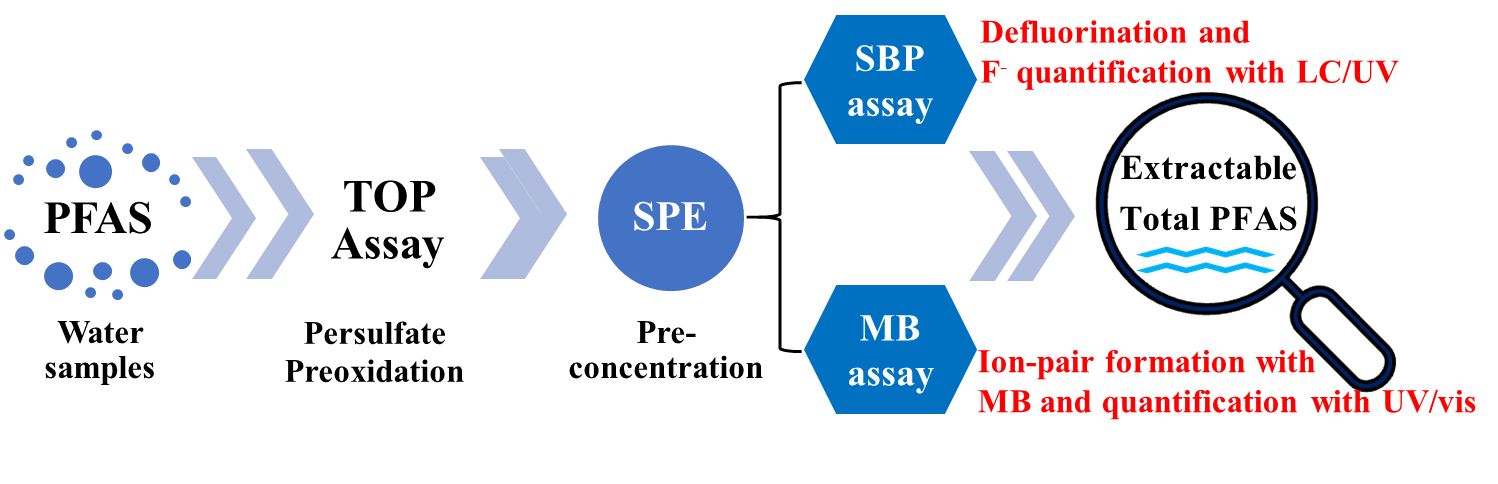 PFAS
Water
samples
TOP
Assay
Persulfate
Preoxidation
SPE
Pre-
concentration
SBP
assay
Defluorination and
F- quantification with LC/UV
MB
assay
Ion-pair formation with
MB and quantification with UV/vis
Extractable
Total PFAS